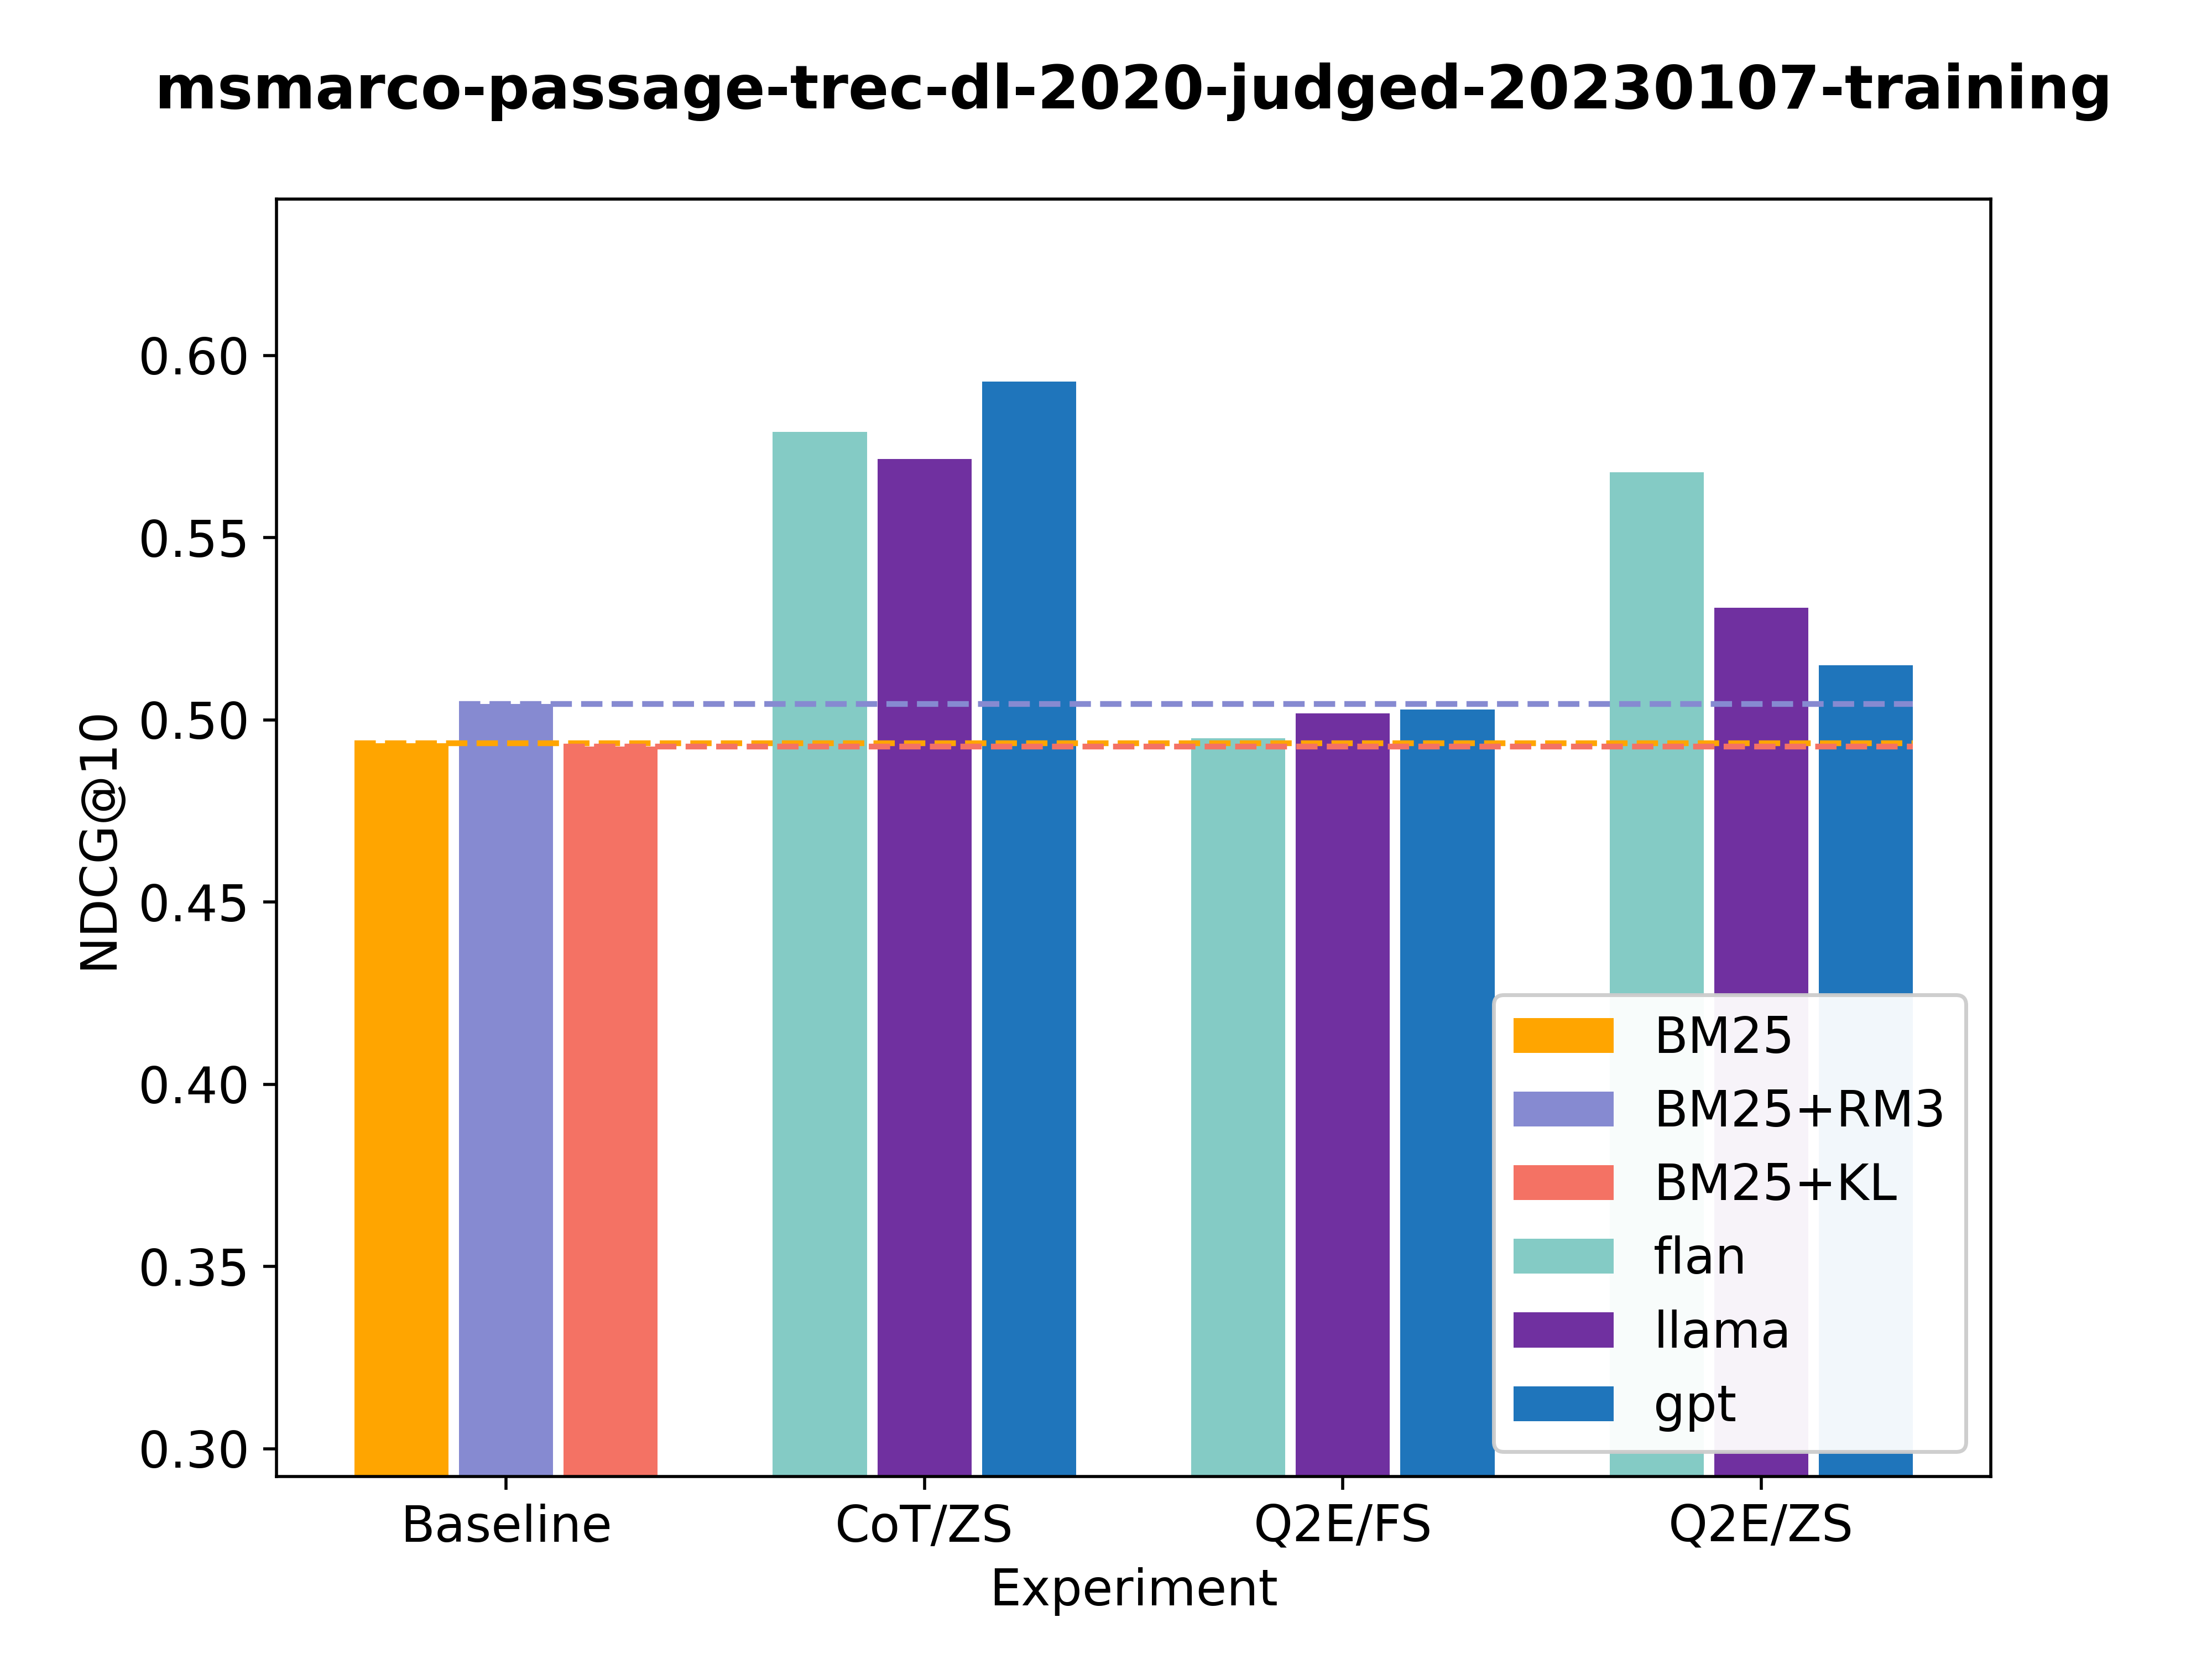 msmarco-passage-trec-dl-2020-judged-20230107-training
NDCG@10
0.60
0.55
0.50
0.45
0.40
0.35
0.30
BM25
BM25+RM3
BM25+KL
flan
llama
gpt
Baseline
CoT/ZS
Q2E/FS
Q2E/ZS
Experiment